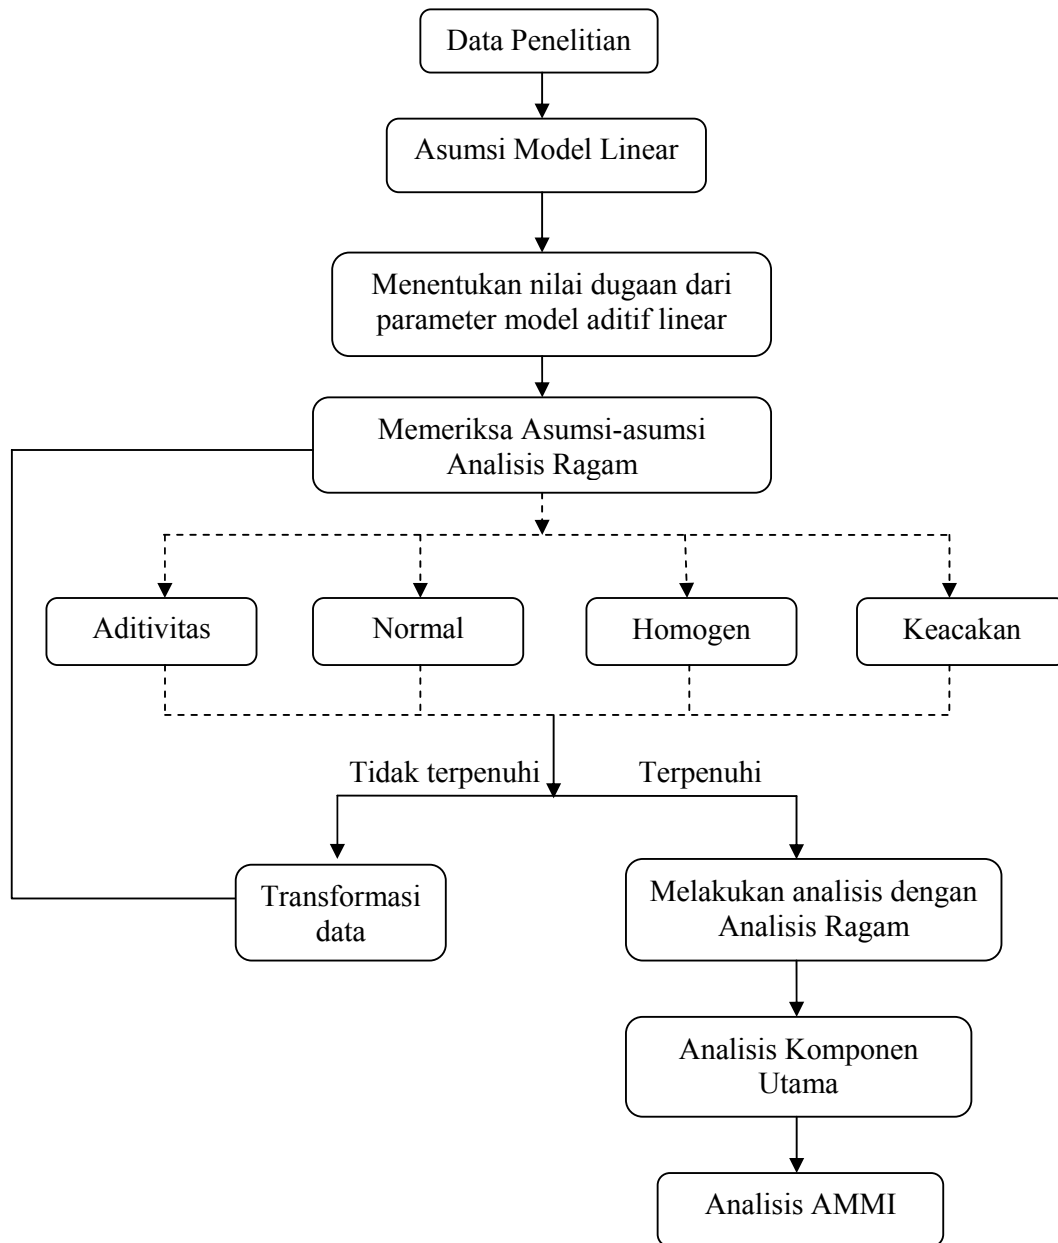 Data Penelitian
Asumsi Model Linear
Menentukan nilai dugaan dari
parameter model aditif linear
Memeriksa Asumsi-asumsi
Analisis Ragam
Aditivitas
Normal
Homogen
Keacakan
Tidak terpenuhi
Terpenuhi
Transformasi
data
Melakukan analisis dengan
Analisis Ragam
Analisis Komponen
Utama
Analisis AMMI